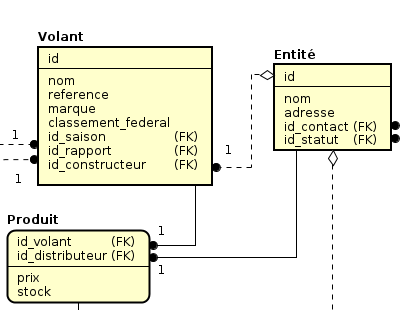 Volant
id
nom
reference
marque
classement_federal
id_saison (FK)
id_rapport (FK)
id_constructeur (FK)
1
1
1
Entité
id
nom
adresse
id_contact (FK)
id_statut (FK)
Produit
id_volant (FK)
id_distributeur (FK)
prix
stock
1
1